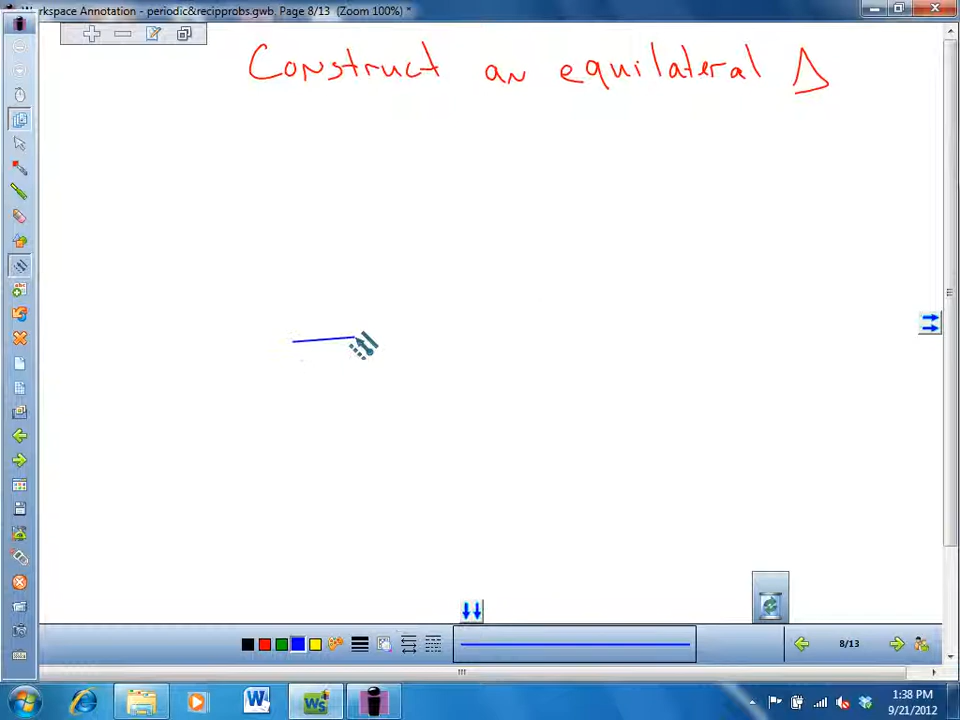 Workspace Annotation - periodic&recipprobs.gwb. Page 8/13 (Zoom 100%) *
Construct an equilateral Δ
8/13
1:38 PM
9/21/2012